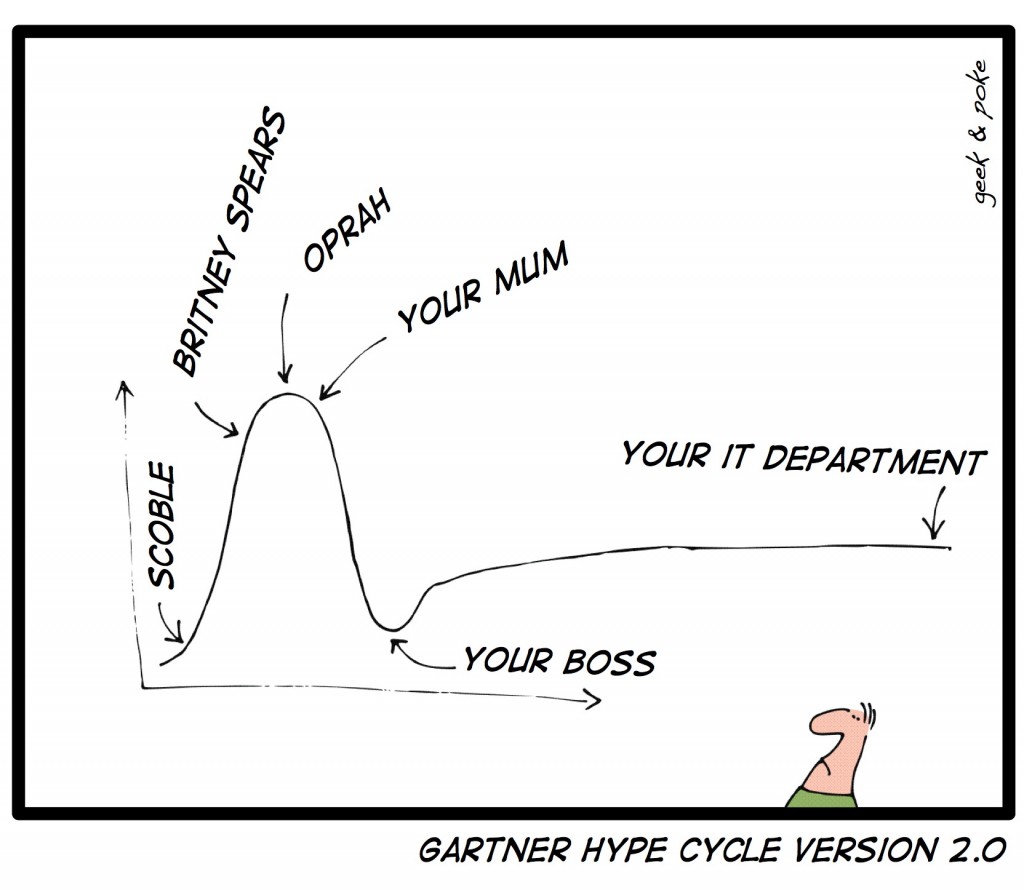 geek & poke
BRITNEY SPEARS
OPRAH
YOUR MUM
SCOBLE
YOUR IT DEPARTMENT
YOUR BOSS
GARTNER HYPE CYCLE VERSION 2.0